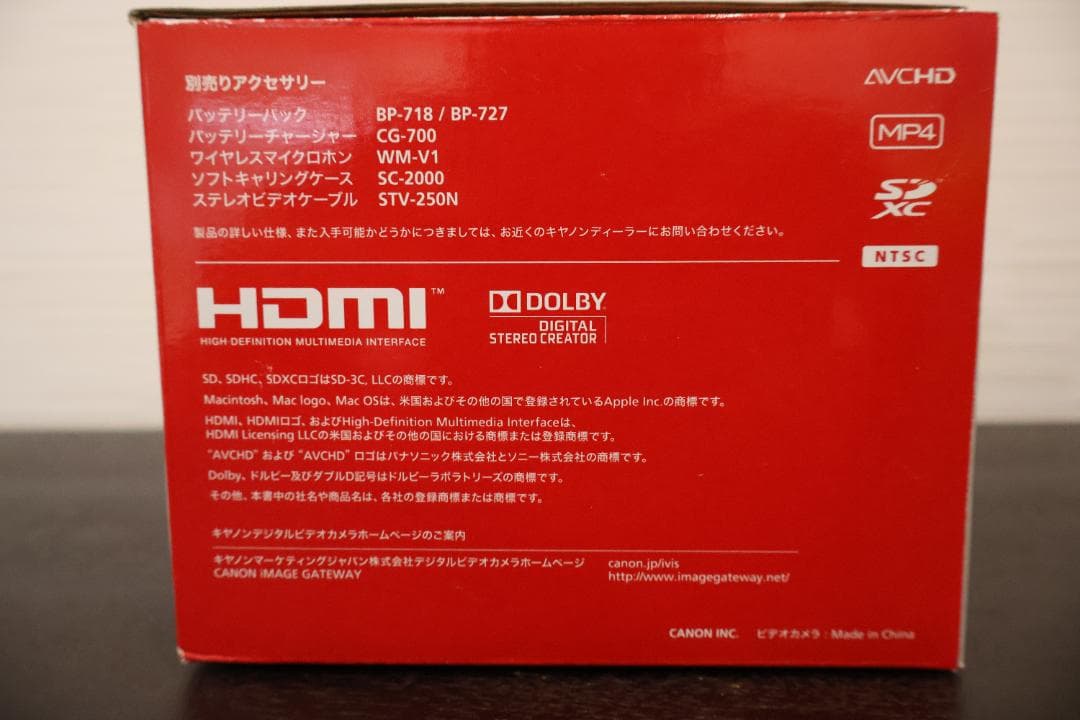 別売りアクセサリー
バッテリーパック BP-718 / BP-727
バッテリーチャージャー CG-700
ワイヤレスマイクロホン WM-V1
ソフトキャリングケース SC-2000
ステレオビデオケーブル STV-250N
製品の詳しい仕様、また入手可能かどうかにつきましては、お近くのキヤノンディーラーにお問い合わせください。
AVCHD
MP4
SD
XC
NTSC
HDMI™
HIGH-DEFINITION MULTIMEDIA INTERFACE
DOLBY
DIGITAL
STEREO CREATOR
SD、SDHC、SDXCロゴはSD-3C, LLCの商標です。
Macintosh、Mac logo、Mac OSは、米国およびその他の国で登録されているApple Inc.の商標です。
HDMI、HDMIロゴ、およびHigh-Definition Multimedia Interfaceは、
HDMI Licensing LLCの米国およびその他の国における商標または登録商標です。
"AVCHD" および "AVCHD" ロゴはパナソニック株式会社とソニー株式会社の商標です。
Dolby、ドルビー及びダブルD記号はドルビーラボラトリーズの商標です。
その他、本書中の社名や商品名は、各社の登録商標または商標です。
キヤノンデジタルビデオカメラホームページのご案内
キヤノンマーケティングジャパン株式会社デジタルビデオカメラホームページ canon.jp/ivis
CANON iMAGE GATEWAY http://www.imagegateway.net/
CANON INC. ビデオカメラ : Made in China